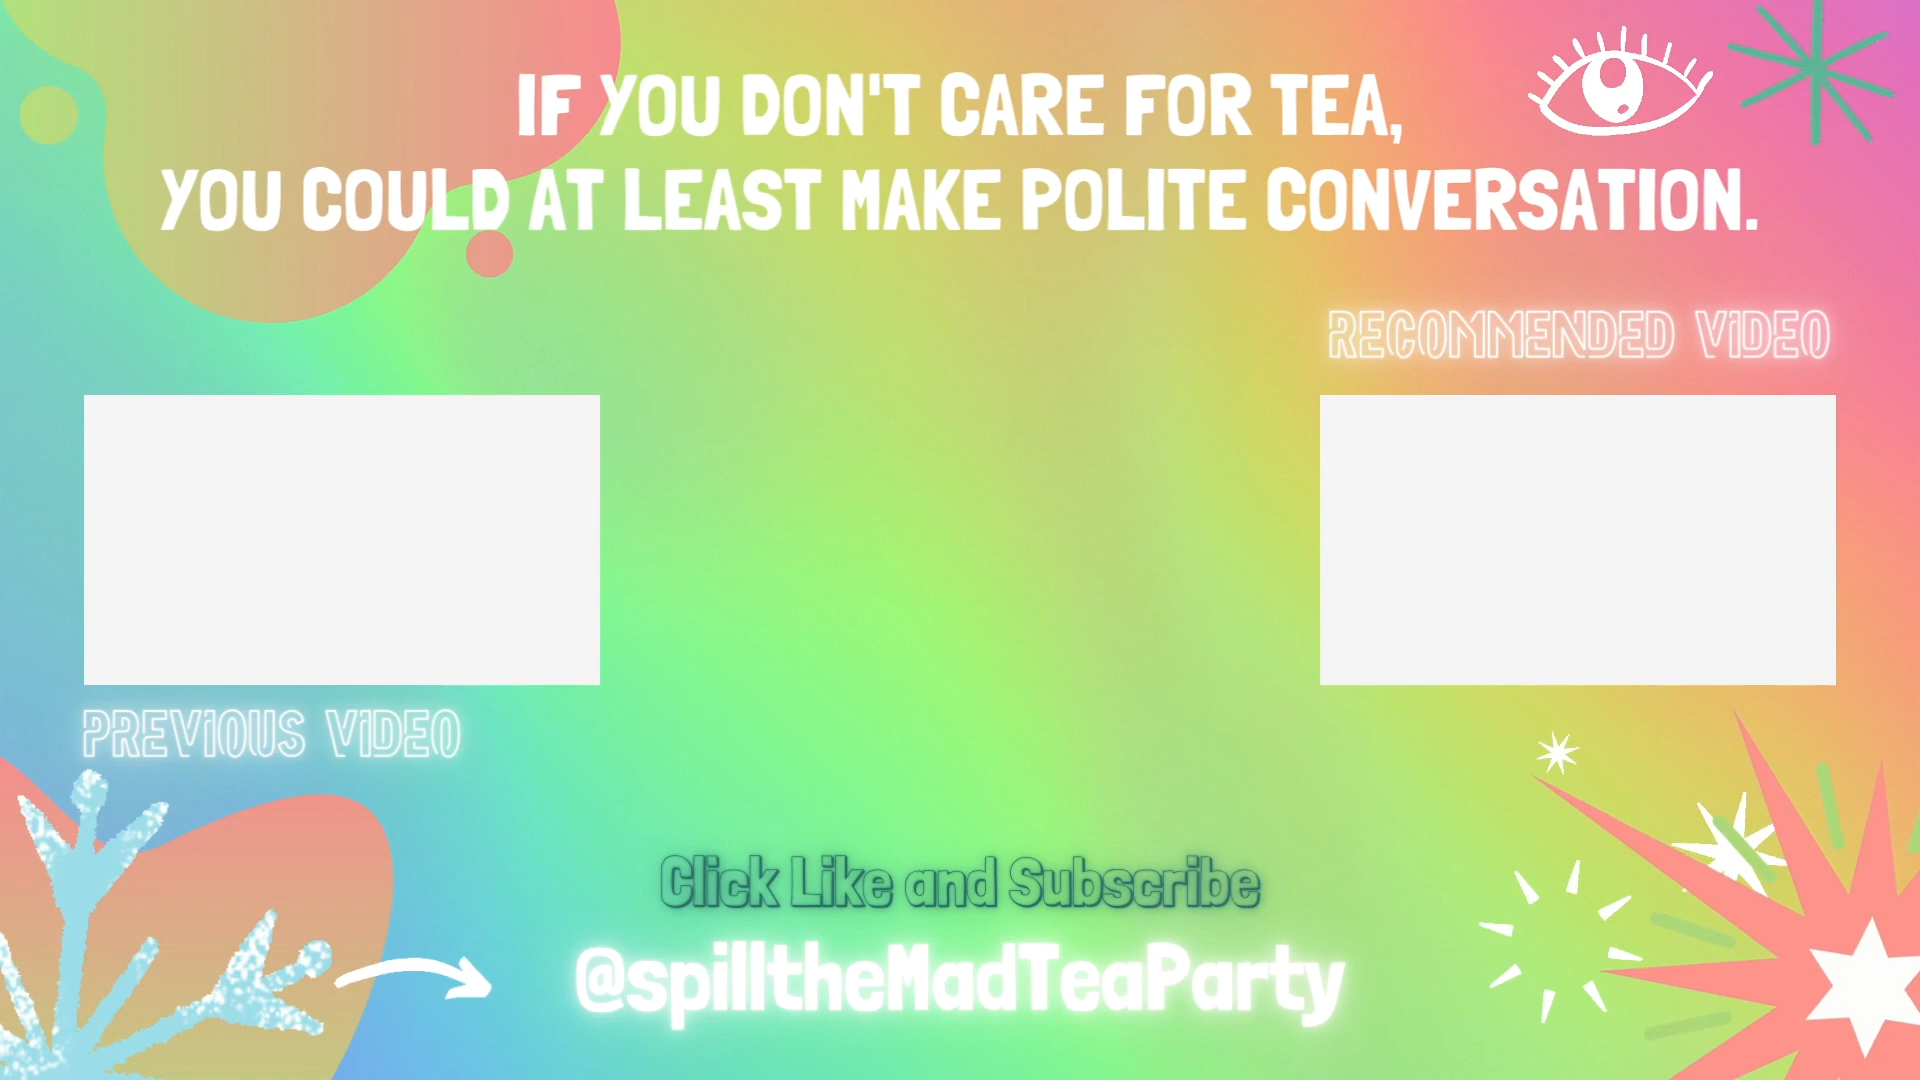 IF YOU DON'T CARE FOR TEA,
YOU COULD AT LEAST MAKE POLITE CONVERSATION.
RECOMMENDED VIDEO
PREVIOUS VIDEO
Click Like and Subscribe
@spilltheMadTeaParty